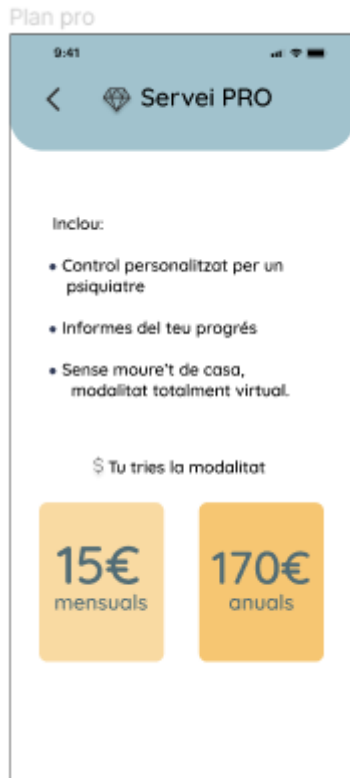 Plan pro
9:41
Servei PRO
Inclou:
• Control personalitzat per un
psiquiatre
• Informes del teu progrés
• Sense moure't de casa,
modalitat totalment virtual.
$ Tu tries la modalitat
15€
mensuals
170€
anuals